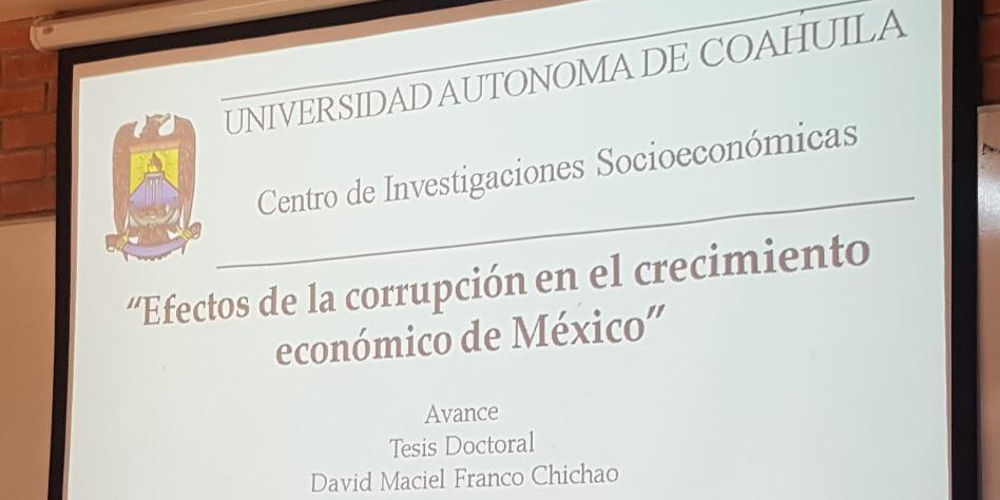 UNIVERSIDAD AUTONOMA DE COAHUILA
Centro de Investigaciones Socioeconómicas
“Efectos de la corrupción en el crecimiento
económico de México”
Avance
Tesis Doctoral
David Maciel Franco Chichao